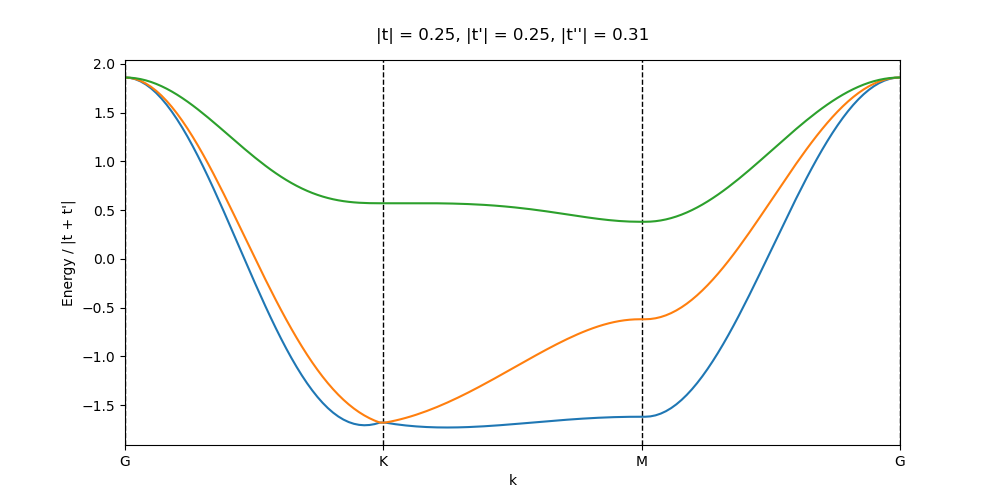 |t| = 0.25, |t'| = 0.25, |t''| = 0.31
2.0
1.5
1.0
0.5
0.0
−0.5
−1.0
−1.5
Energy / |t + t'|
G K M G
k